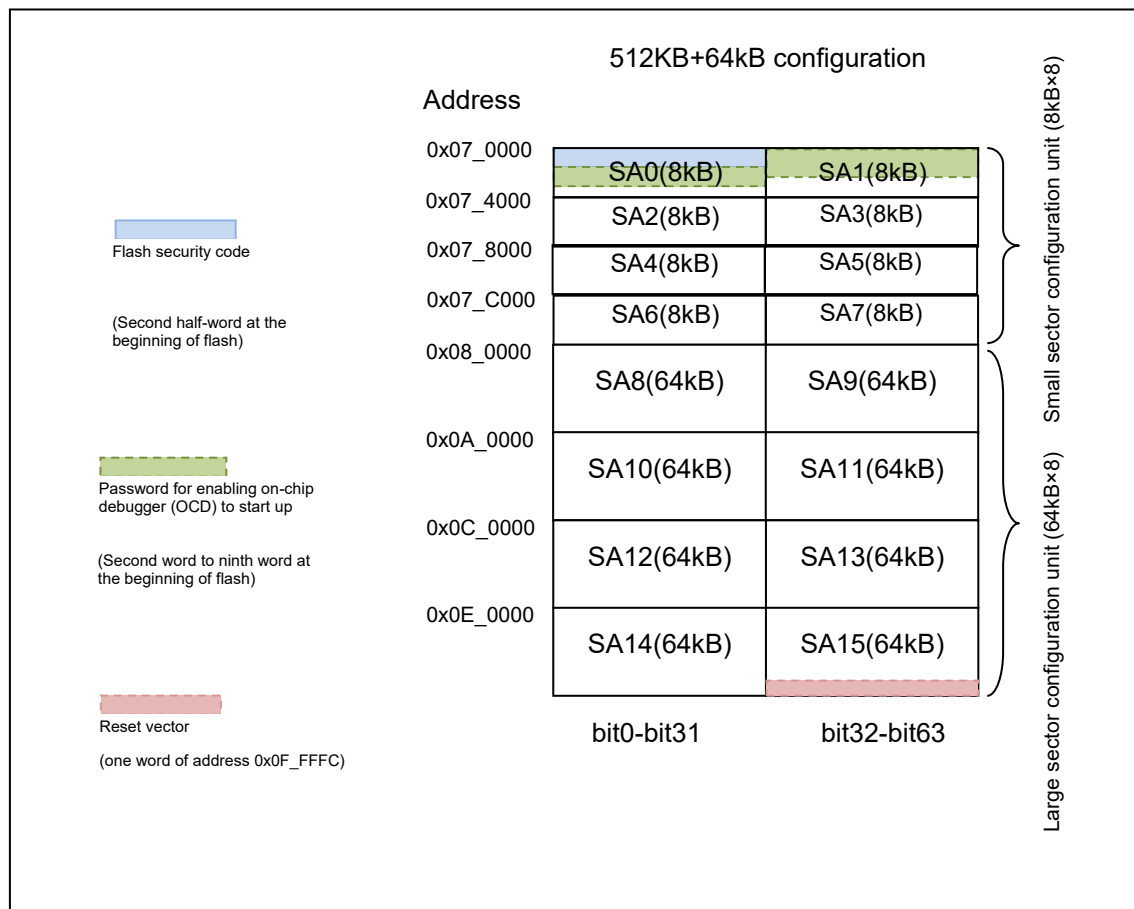 512KB+64kB configuration
Address
0x07_0000
SA0(8kB)
SA1(8kB)
0x07_4000
SA2(8kB)
SA3(8kB)
0x07_8000
SA4(8kB)
SA5(8kB)
0x07_C000
SA6(8kB)
SA7(8kB)
0x08_0000
SA8(64kB)
SA9(64kB)
0x0A_0000
SA10(64kB)
SA11(64kB)
0x0C_0000
SA12(64kB)
SA13(64kB)
0x0E_0000
SA14(64kB)
SA15(64kB)
bit0-bit31
bit32-bit63
Small sector configuration unit (8kB×8)
Large sector configuration unit (64kB×8)
Flash security code
(Second half-word at the
beginning of flash)
Password for enabling on-chip
debugger (OCD) to start up
(Second word to ninth word at
the beginning of flash)
Reset vector
(one word of address 0x0F_FFFC)